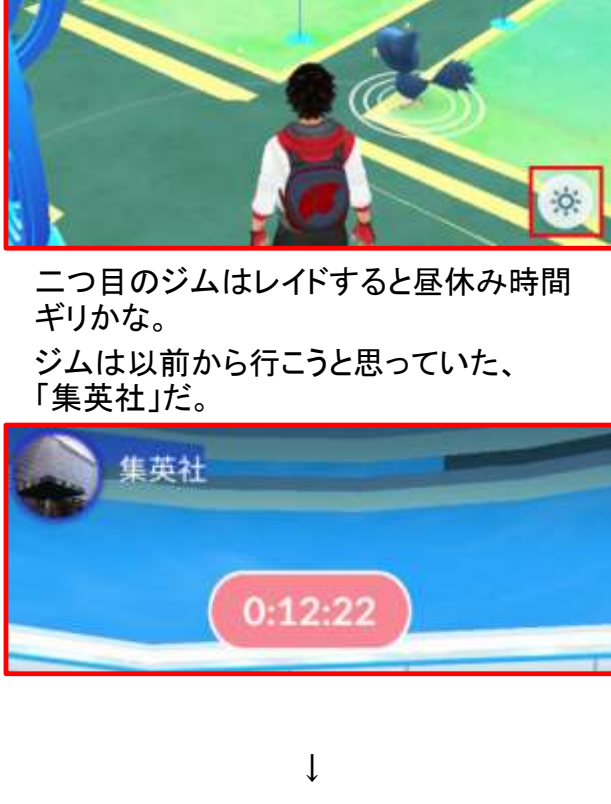 二つ目のジムはレイドすると昼休み時間
ギリかな。
ジムは以前から行こうと思っていた、
「集英社」だ。
集英社
0:12:22
↓